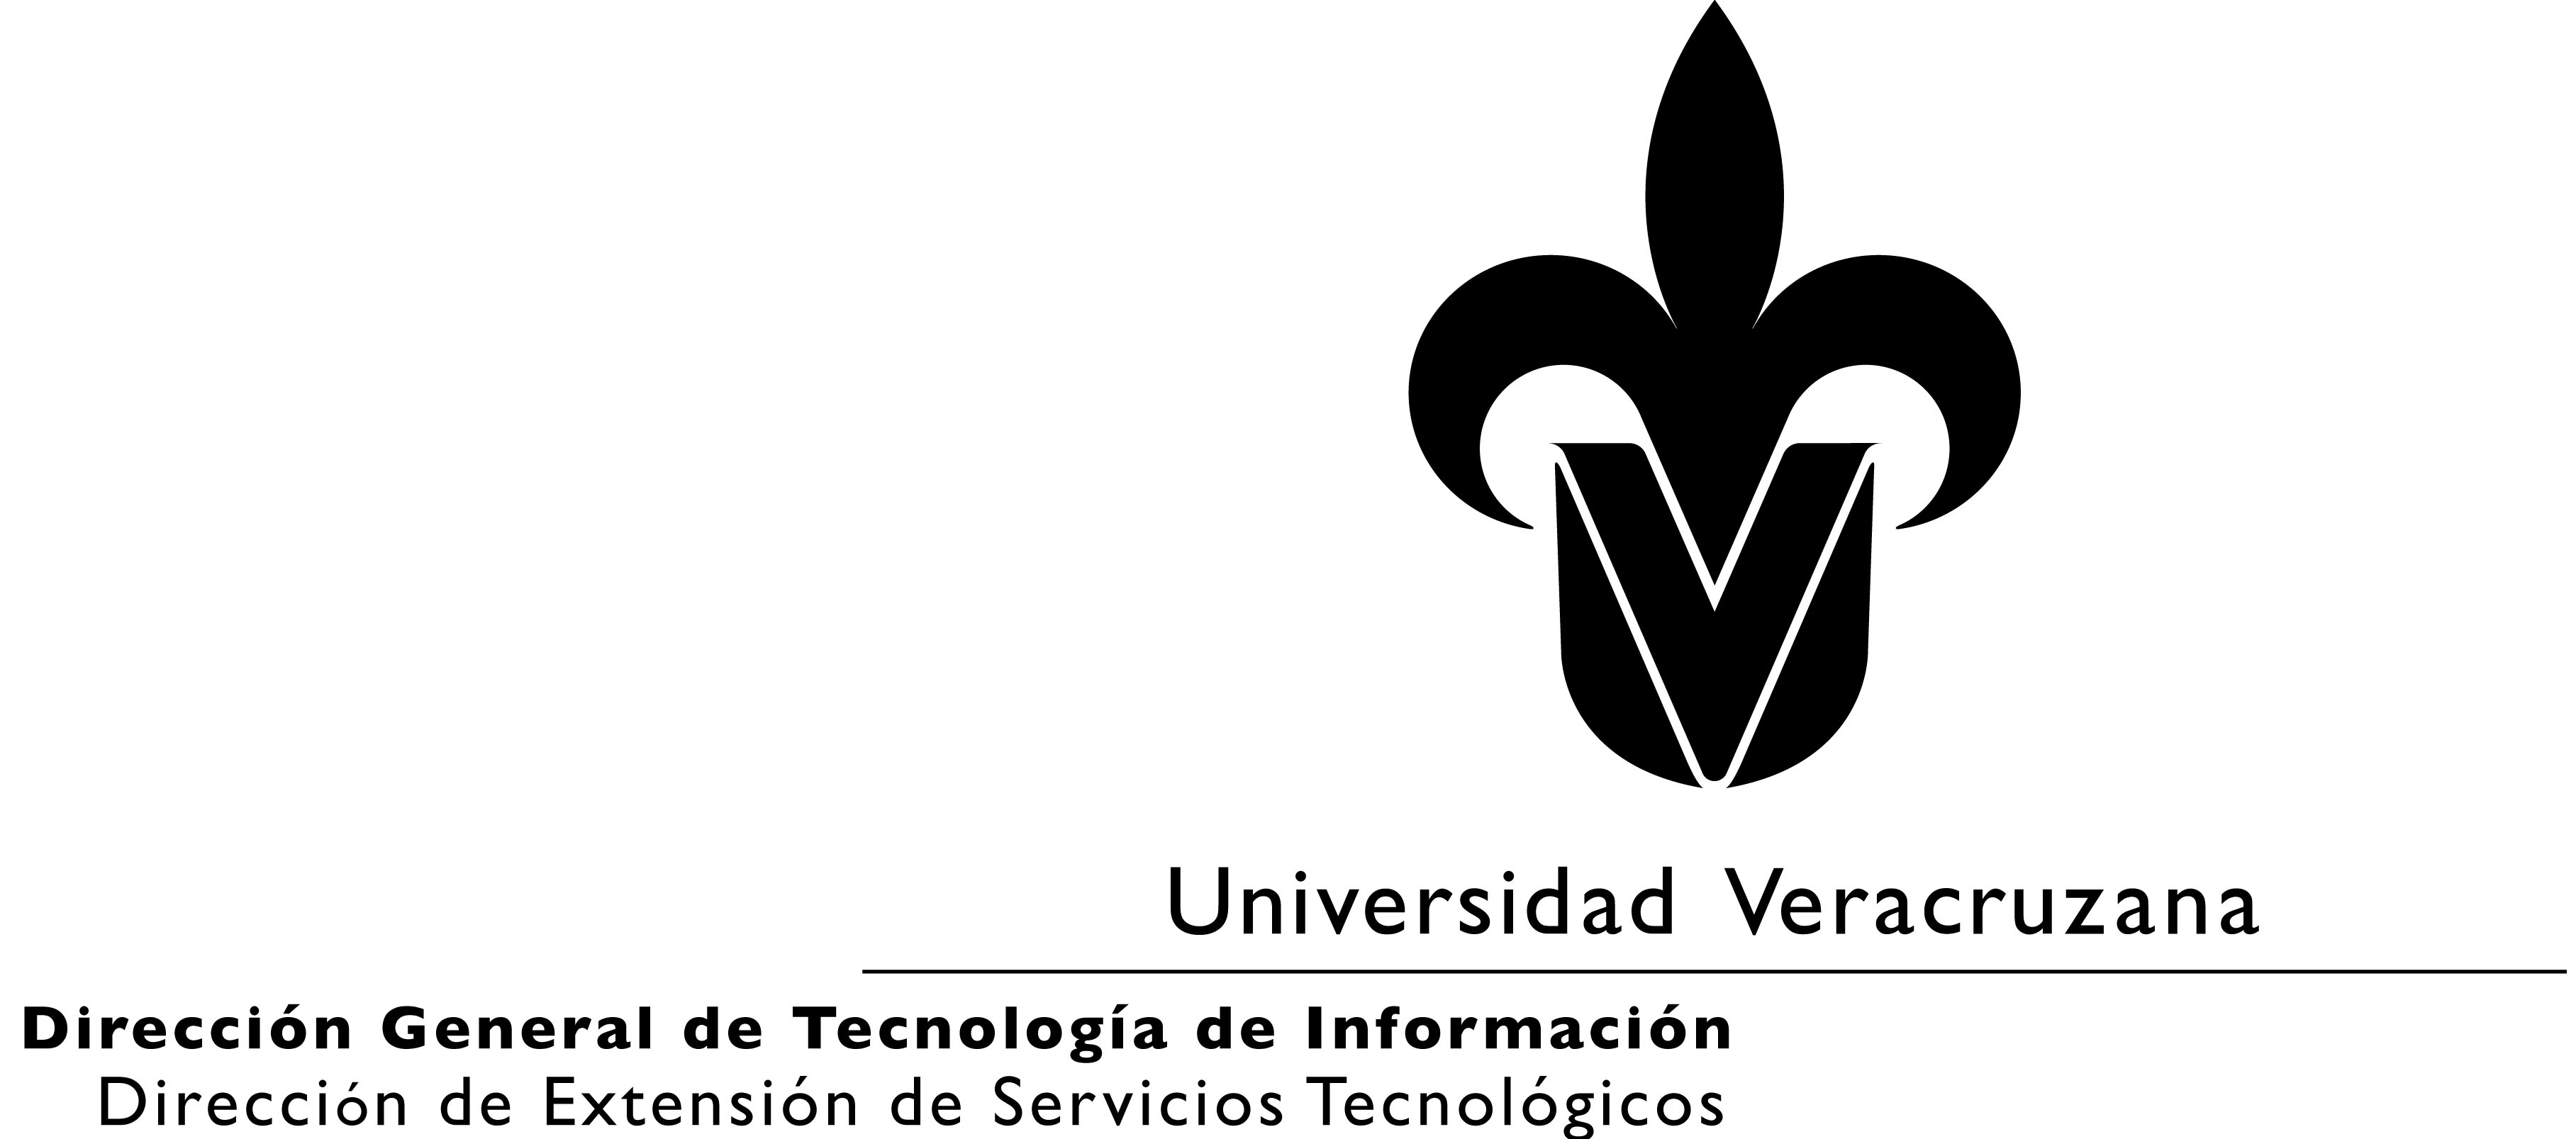 Universidad Veracruzana
Dirección General de Tecnología de Información
Dirección de Extensión de Servicios Tecnológicos